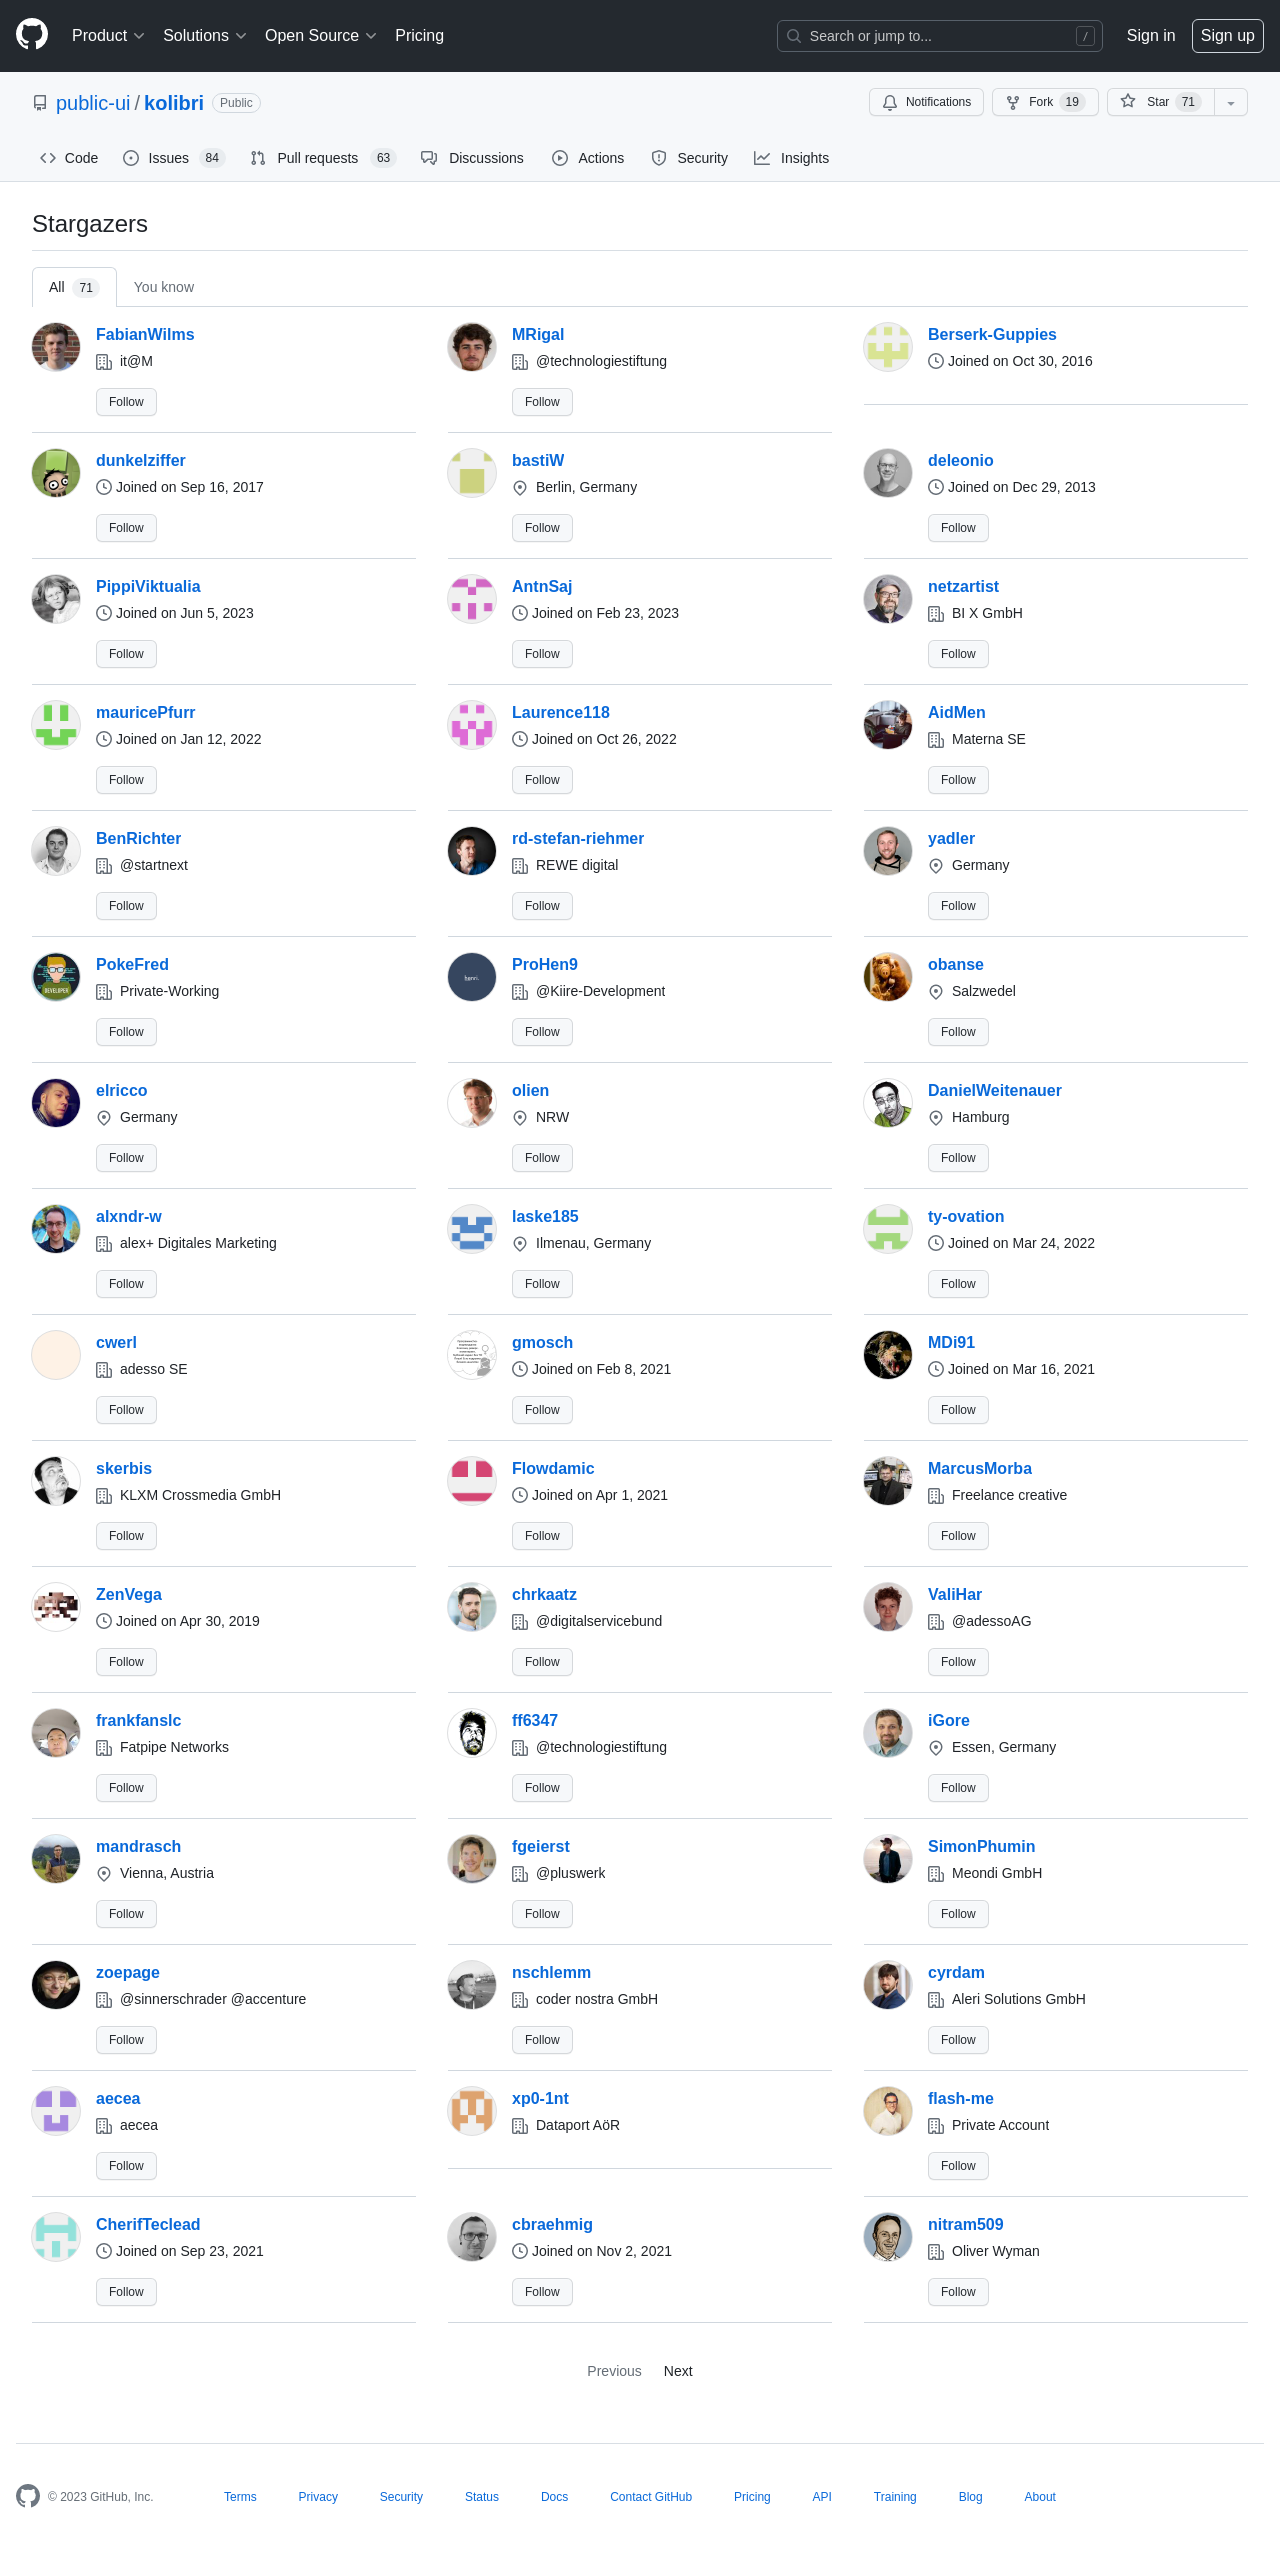 Product Solutions Open Source Pricing Search or jump to... / Sign in Sign up
public-ui / kolibri Public Notifications Fork 19 Star 71
Code Issues 84 Pull requests 63 Discussions Actions Security Insights
Stargazers
All 71 You know
FabianWilms MRigal Berserk-Guppies
it@M @technologiestiftung Joined on Oct 30, 2016
Follow Follow
dunkelziffer bastiW deleonio
Joined on Sep 16, 2017 Berlin, Germany Joined on Dec 29, 2013
Follow Follow Follow
PippiViktualia AntnSaj netzartist
Joined on Jun 5, 2023 Joined on Feb 23, 2023 BI X GmbH
Follow Follow Follow
mauricePfurr Laurence118 AidMen
Joined on Jan 12, 2022 Joined on Oct 26, 2022 Materna SE
Follow Follow Follow
BenRichter rd-stefan-riehmer yadler
@startnext REWE digital Germany
Follow Follow Follow
PokeFred ProHen9 obanse
Private-Working @Kiire-Development Salzwedel
Follow Follow Follow
elricco olien DanielWeitenauer
Germany NRW Hamburg
Follow Follow Follow
alxndr-w laske185 ty-ovation
alex+ Digitales Marketing Ilmenau, Germany Joined on Mar 24, 2022
Follow Follow Follow
cwerl gmosch MDi91
adesso SE Joined on Feb 8, 2021 Joined on Mar 16, 2021
Follow Follow Follow
skerbis Flowdamic MarcusMorba
KLXM Crossmedia GmbH Joined on Apr 1, 2021 Freelance creative
Follow Follow Follow
ZenVega chrkaatz ValiHar
Joined on Apr 30, 2019 @digitalservicebund @adessoAG
Follow Follow Follow
frankfanslc ff6347 iGore
Fatpipe Networks @technologiestiftung Essen, Germany
Follow Follow Follow
mandrasch fgeierst SimonPhumin
Vienna, Austria @pluswerk Meondi GmbH
Follow Follow Follow
zoepage nschlemm cyrdam
@sinnerschrader @accenture coder nostra GmbH Aleri Solutions GmbH
Follow Follow Follow
aecea xp0-1nt flash-me
aecea Dataport AöR Private Account
Follow Follow
CherifTeclead cbraehmig nitram509
Joined on Sep 23, 2021 Joined on Nov 2, 2021 Oliver Wyman
Follow Follow Follow
Previous Next
© 2023 GitHub, Inc. Terms Privacy Security Status Docs Contact GitHub Pricing API Training Blog About